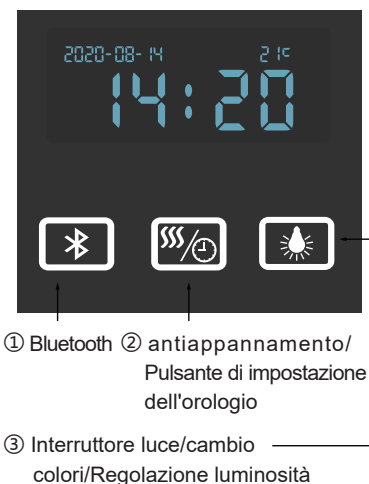 2020-08-14 21c
14:20
① Bluetooth ② antiappannamento/
Pulsante di impostazione
dell'orologio
③ Interruttore luce/cambio
colori/Regolazione luminosità